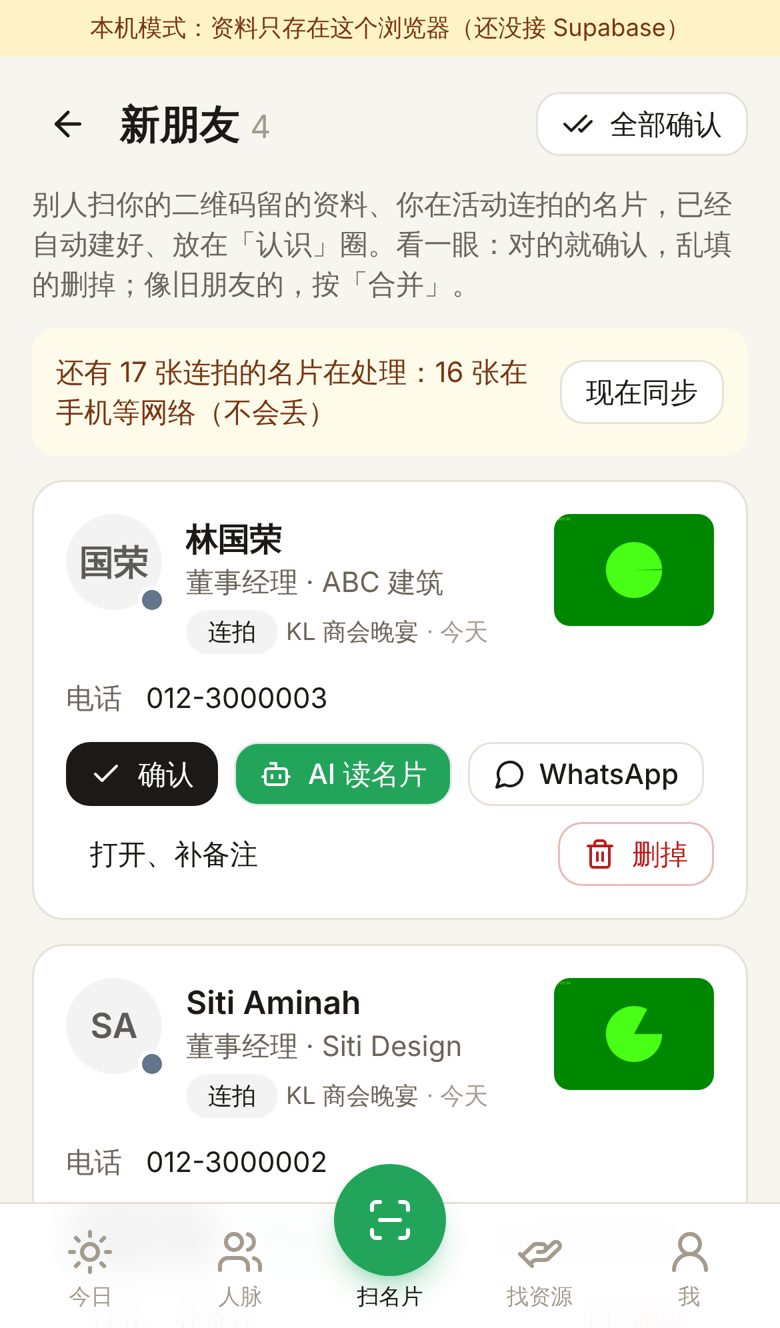 本机模式：资料只存在这个浏览器（还没接 Supabase）
新朋友 4
全部确认
别人扫你的二维码留的资料、你在活动连拍的名片，已经
自动建好、放在「认识」圈。看一眼：对的就确认，乱填
的删掉；像旧朋友的，按「合并」。
还有 17 张连拍的名片在处理：16 张在
手机等网络（不会丢）
现在同步
国荣
林国荣
董事经理 · ABC 建筑
连拍 KL 商会晚宴 · 今天
电话 012-3000003
确认
AI 读名片
WhatsApp
打开、补备注
删掉
SA
Siti Aminah
董事经理 · Siti Design
连拍 KL 商会晚宴 · 今天
电话 012-3000002
今日
人脉
扫名片
找资源
我